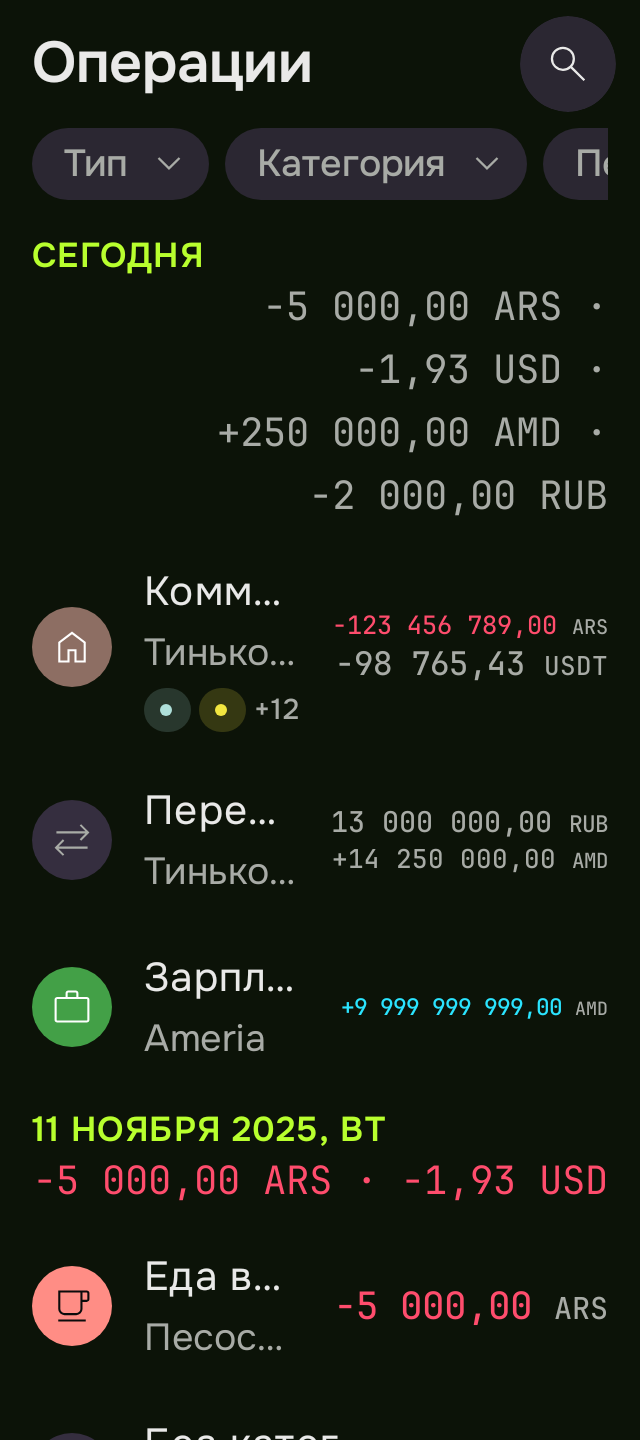 Операции
Тип
Категория
СЕГОДНЯ
-5 000,00 ARS ·
-1,93 USD ·
+250 000,00 AMD ·
-2 000,00 RUB
Комм…
-123 456 789,00 ARS
Тинько…
-98 765,43 USDT
+12
Пере…
13 000 000,00 RUB
Тинько…
+14 250 000,00 AMD
Зарпл…
+9 999 999 999,00 AMD
Ameria
11 НОЯБРЯ 2025, ВТ
-5 000,00 ARS · -1,93 USD
Еда в…
-5 000,00 ARS
Песос…